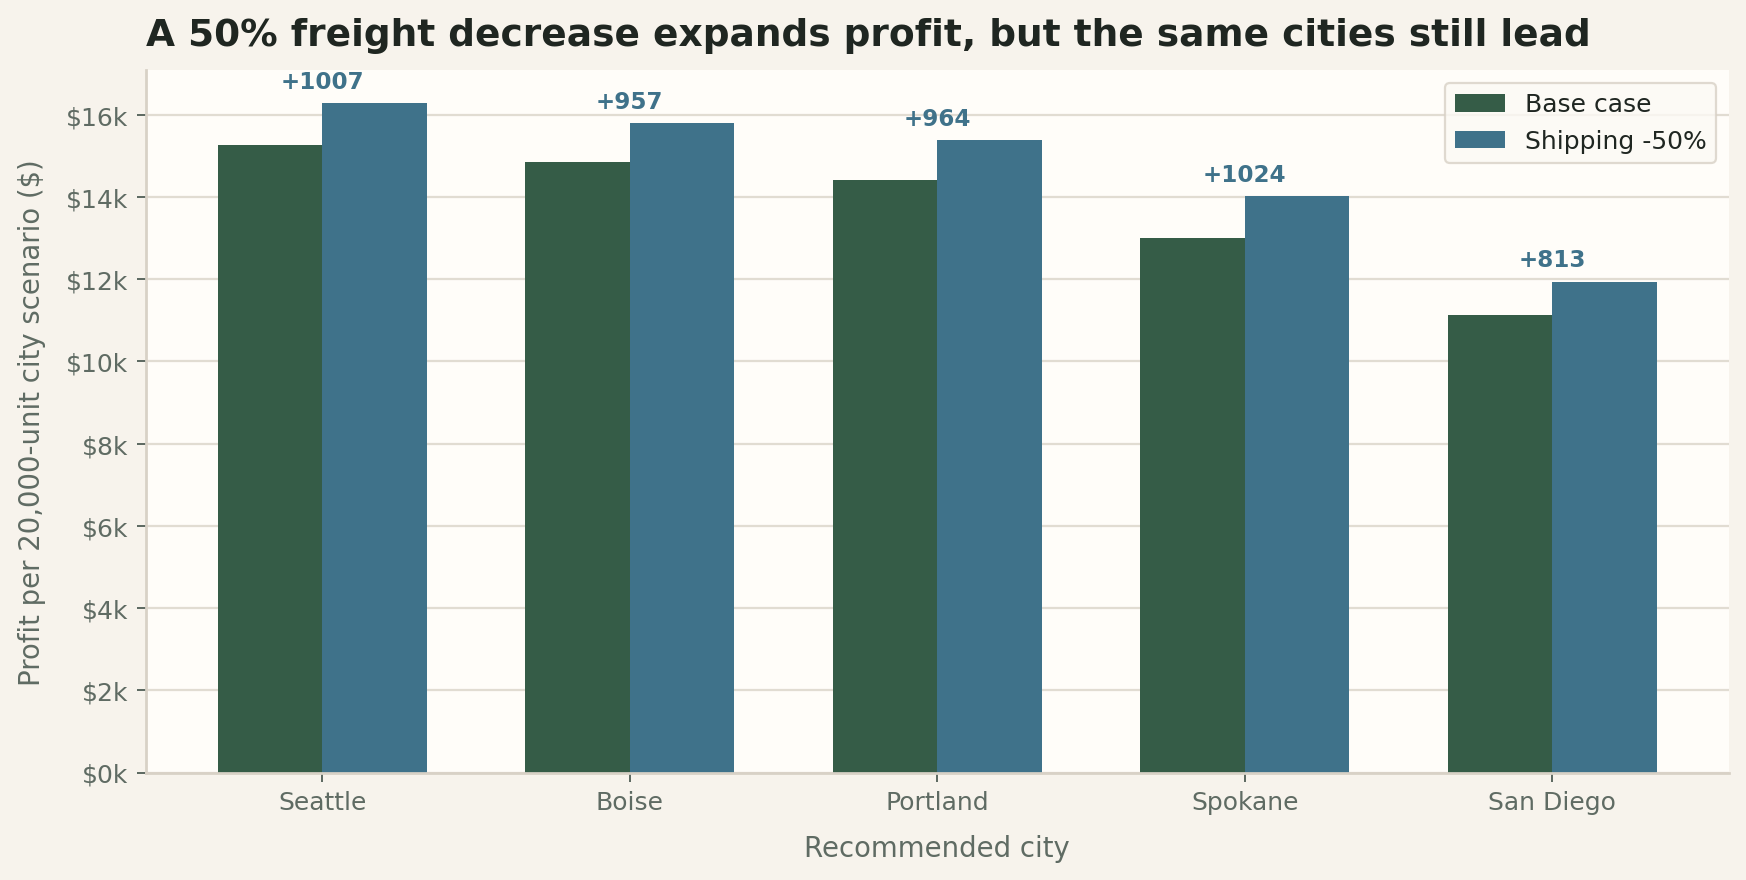 A 50% freight decrease expands profit, but the same cities still lead
+1007
+957
+964
+1024
+813
Base case
Shipping -50%
Profit per 20,000-unit city scenario ($)
$16k
$14k
$12k
$10k
$8k
$6k
$4k
$2k
$0k
Seattle
Boise
Portland
Spokane
San Diego
Recommended city